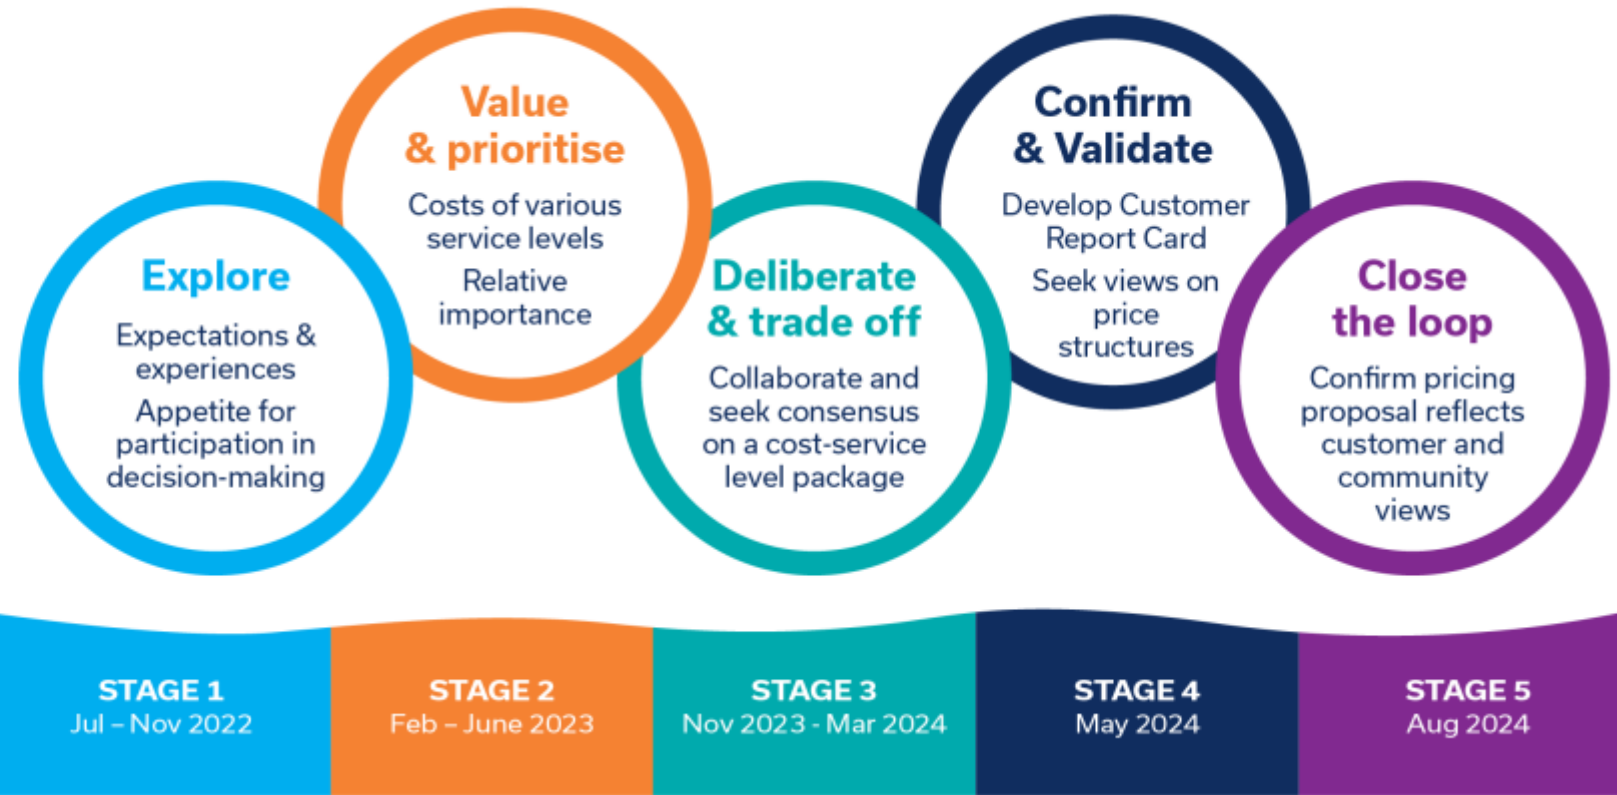 Explore
Expectations &
experiences
Appetite for
participation in
decision-making
Value
& prioritise
Costs of various
service levels
Relative
importance
Deliberate
& trade off
Collaborate and
seek consensus
on a cost-service
level package
Confirm
& Validate
Develop Customer
Report Card
Seek views on
price
structures
Close
the loop
Confirm pricing
proposal reflects
customer and
community
views
STAGE 1
Jul – Nov 2022
STAGE 2
Feb – June 2023
STAGE 3
Nov 2023 - Mar 2024
STAGE 4
May 2024
STAGE 5
Aug 2024